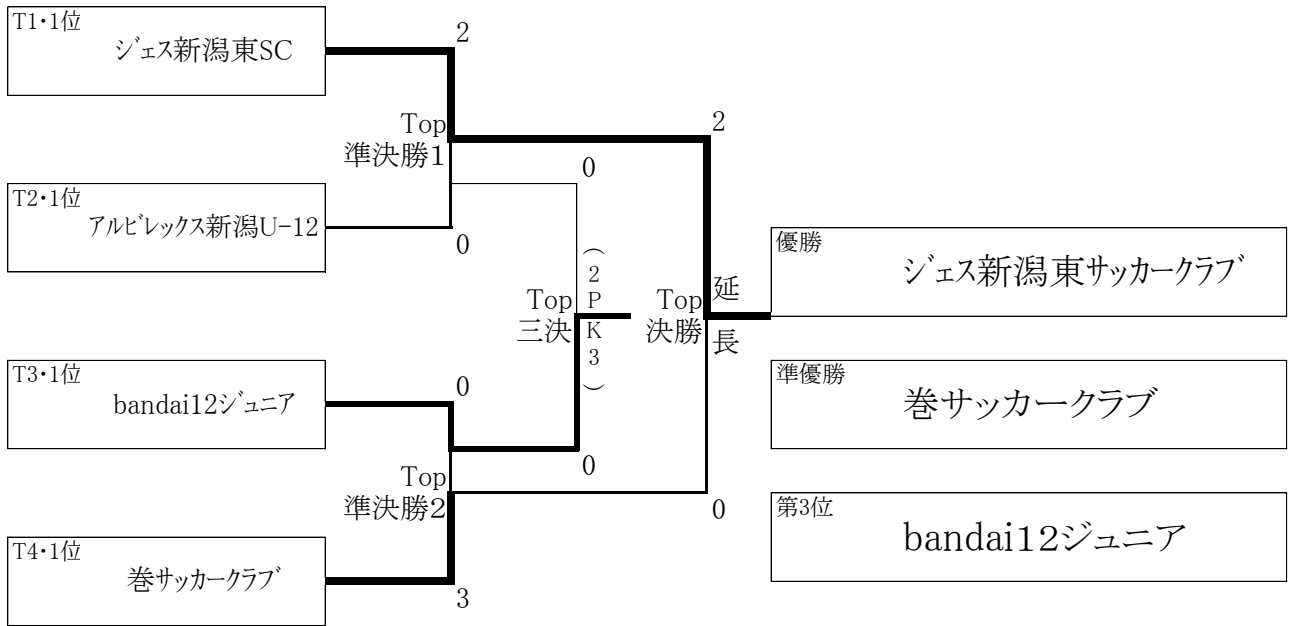 T1・1位
ジェス新潟東SC
2
Top
準決勝1
2
0
T2・1位
アルビレックス新潟U-12
0
(2PK3)
Top
三決
Top
決勝
延
長
優勝
ジェス新潟東サッカークラブ
T3・1位
bandai12ジュニア
0
準優勝
巻サッカークラブ
Top
準決勝2
0
0
第3位
bandai12ジュニア
T4・1位
巻サッカークラブ
3